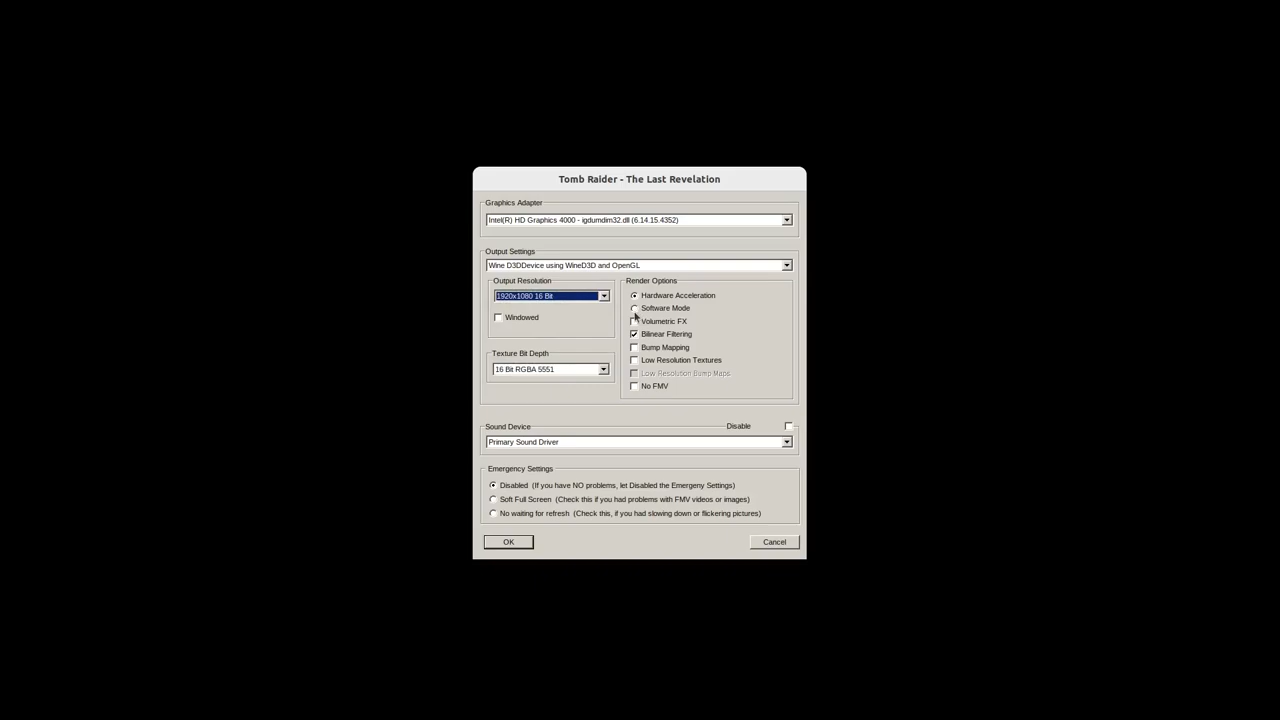 Tomb Raider - The Last Revelation
Graphics Adapter
Intel(R) HD Graphics 4000 - igdumdim32.dll (6.14.15.4352)
Output Settings
Wine D3DDevice using WineD3D and OpenGL
Output Resolution
1920x1080 16 Bit
Windowed
Texture Bit Depth
16 Bit RGBA 5551
Render Options
Hardware Acceleration
Software Mode
Volumetric FX
Bilinear Filtering
Bump Mapping
Low Resolution Textures
Low Resolution Bump Maps
No FMV
Sound Device
Disable
Primary Sound Driver
Emergency Settings
Disabled (If you have NO problems, let Disabled the Emergeny Settings)
Soft Full Screen (Check this if you had problems with FMV videos or images)
No waiting for refresh (Check this, if you had slowing down or flickering pictures)
OK
Cancel